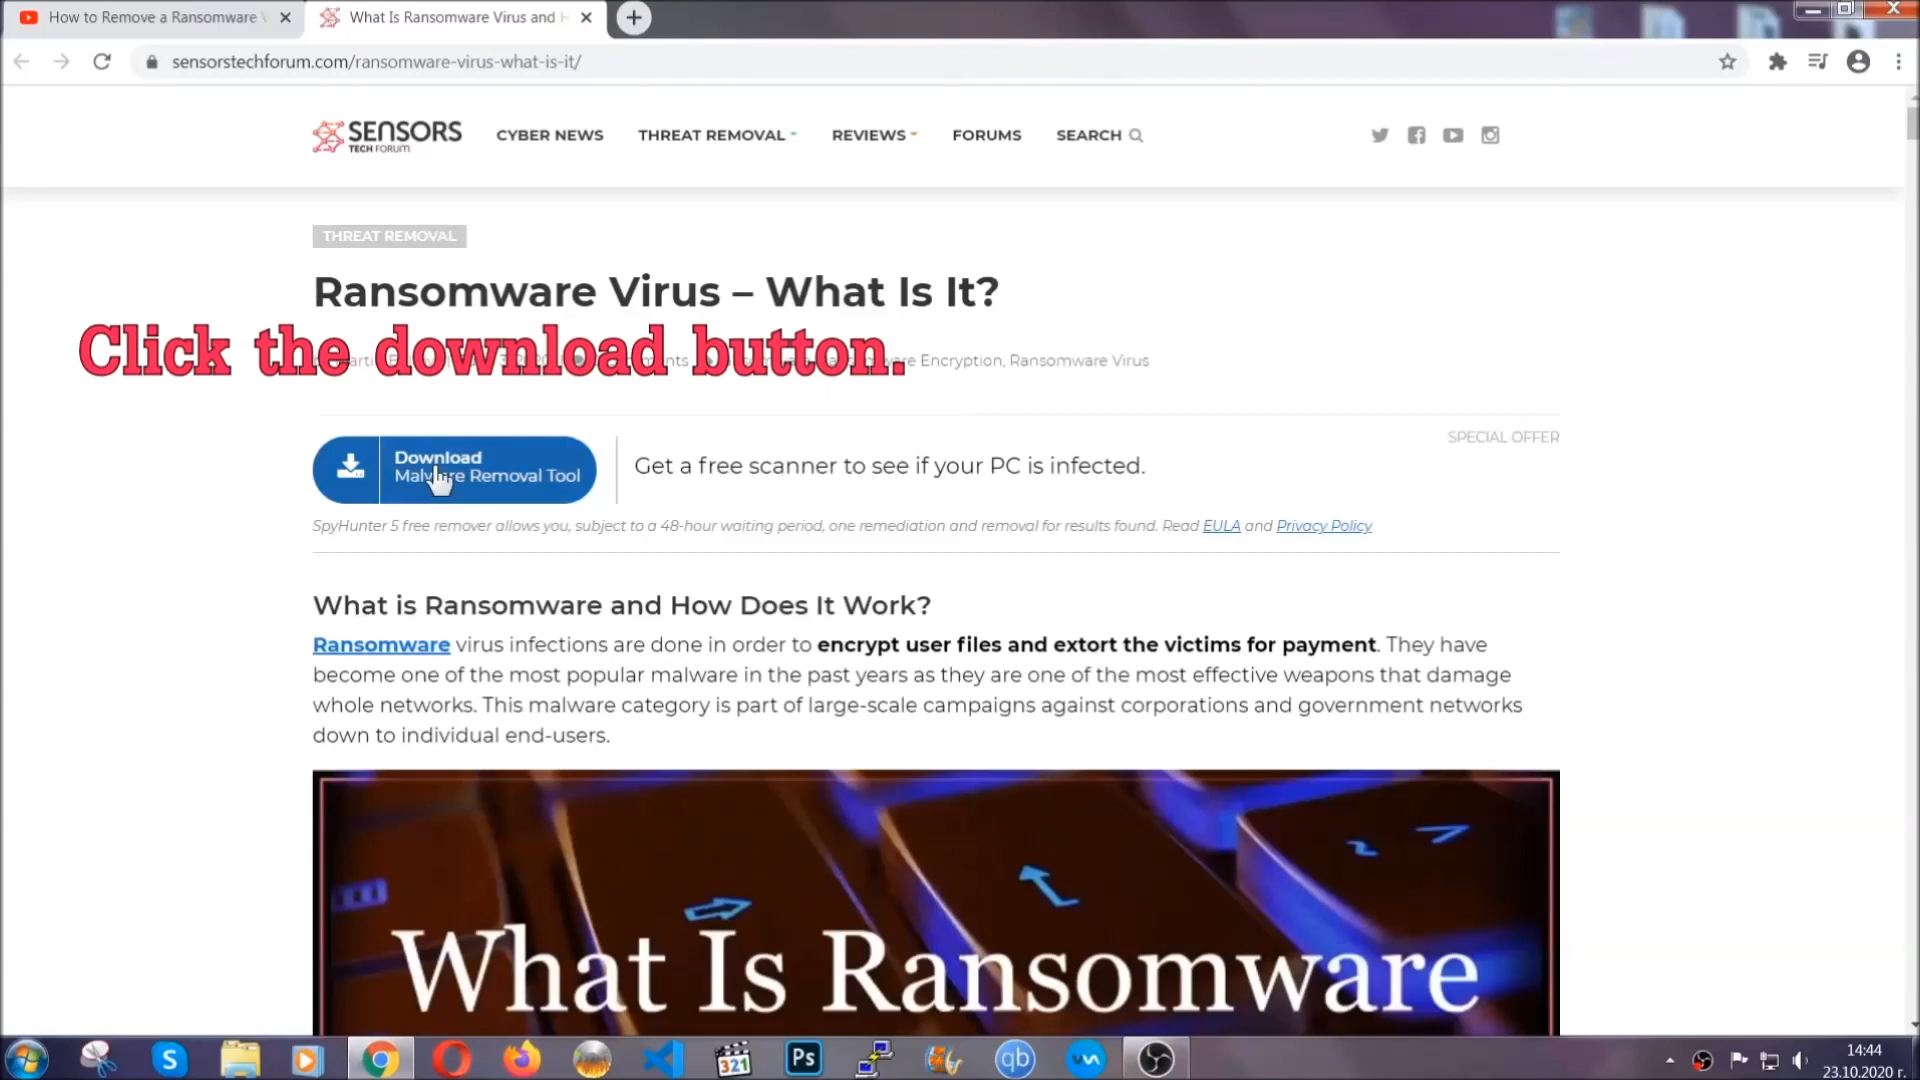 How to Remove a Ransomware
What Is Ransomware Virus and
sensorstechforum.com/ransomware-virus-what-is-it/
SENSORS
TECH FORUM
CYBER NEWS
THREAT REMOVAL
REVIEWS
FORUMS
SEARCH
THREAT REMOVAL
Ransomware Virus – What Is It?
Click the download button.
Encryption, Ransomware Virus
SPECIAL OFFER
Download
Malware Removal Tool
Get a free scanner to see if your PC is infected.
SpyHunter 5 free remover allows you, subject to a 48-hour waiting period, one remediation and removal for results found. Read EULA and Privacy Policy
What is Ransomware and How Does It Work?
Ransomware virus infections are done in order to encrypt user files and extort the victims for payment. They have
become one of the most popular malware in the past years as they are one of the most effective weapons that damage
whole networks. This malware category is part of large-scale campaigns against corporations and government networks
down to individual end-users.
What Is Ransomware
S
321
Ps
qb
14:44
23.10.2020 г.